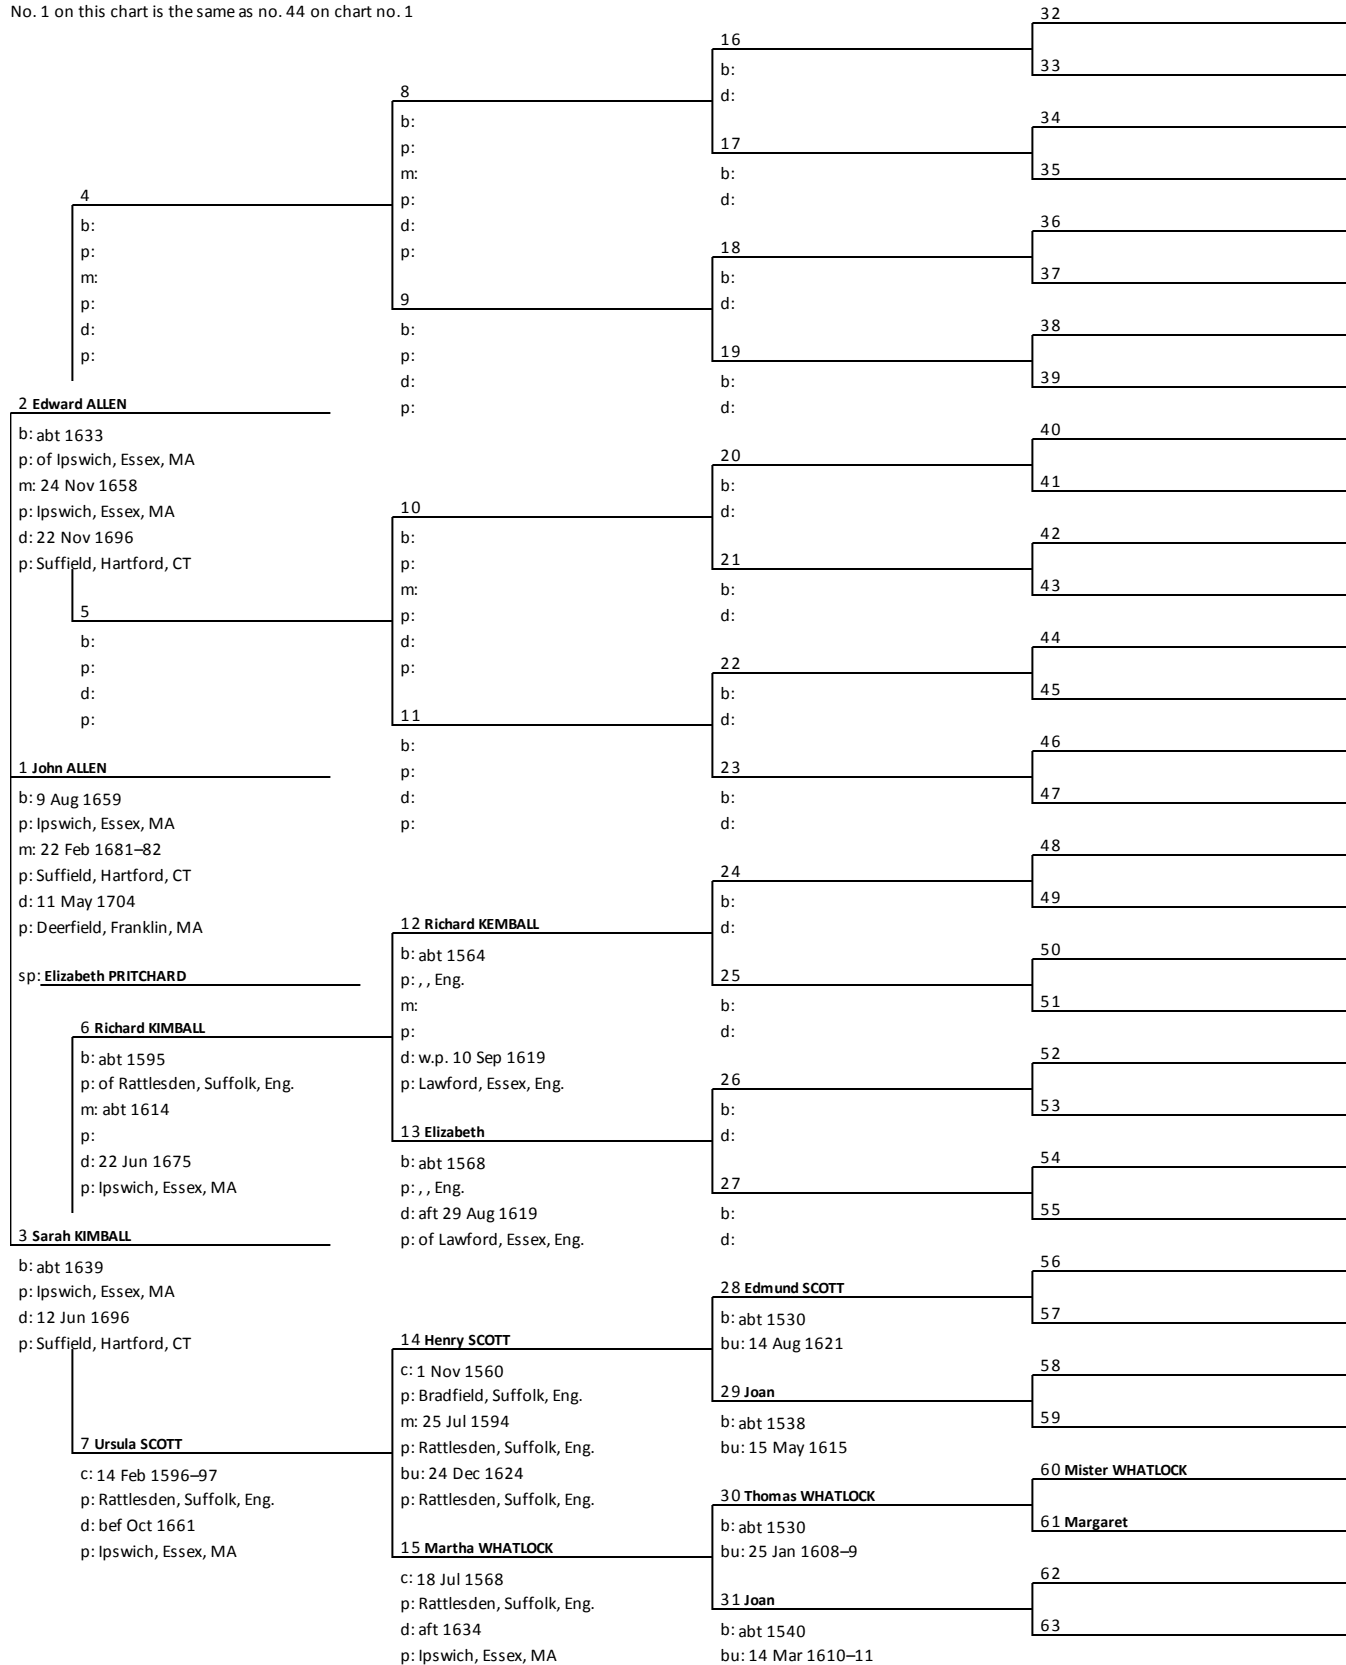 No. 1 on this chart is the same as no. 44 on chart no. 1
2 Edward ALLEN
b: abt 1633
p: of Ipswich, Essex, MA
m: 24 Nov 1658
p: Ipswich, Essex, MA
d: 22 Nov 1696
p: Suffield, Hartford, CT
1 John ALLEN
b: 9 Aug 1659
p: Ipswich, Essex, MA
m: 22 Feb 1681–82
p: Suffield, Hartford, CT
d: 11 May 1704
p: Deerfield, Franklin, MA
sp: Elizabeth PRITCHARD
3 Sarah KIMBALL
b: abt 1639
p: Ipswich, Essex, MA
d: 12 Jun 1696
p: Suffield, Hartford, CT
4
b:
p:
m:
p:
d:
p:
5
b:
p:
d:
p:
6 Richard KIMBALL
b: abt 1595
p: of Rattlesden, Suffolk, Eng.
m: abt 1614
p:
d: 22 Jun 1675
p: Ipswich, Essex, MA
7 Ursula SCOTT
c: 14 Feb 1596–97
p: Rattlesden, Suffolk, Eng.
d: bef Oct 1661
p: Ipswich, Essex, MA
8
b:
p:
m:
p:
d:
p:
9
b:
p:
d:
p:
10
b:
p:
m:
p:
d:
p:
11
b:
p:
d:
p:
12 Richard KEMBALL
b: abt 1564
p: , , Eng.
m:
p:
d: w.p. 10 Sep 1619
p: Lawford, Essex, Eng.
13 Elizabeth
b: abt 1568
p: , , Eng.
d: aft 29 Aug 1619
p: of Lawford, Essex, Eng.
14 Henry SCOTT
c: 1 Nov 1560
p: Bradfield, Suffolk, Eng.
m: 25 Jul 1594
p: Rattlesden, Suffolk, Eng.
bu: 24 Dec 1624
p: Rattlesden, Suffolk, Eng.
15 Martha WHATLOCK
c: 18 Jul 1568
p: Rattlesden, Suffolk, Eng.
d: aft 1634
p: Ipswich, Essex, MA
16
b:
d:
17
b:
d:
18
b:
d:
19
b:
d:
20
b:
d:
21
b:
d:
22
b:
d:
23
b:
d:
24
b:
d:
25
b:
d:
26
b:
d:
27
b:
d:
28 Edmund SCOTT
b: abt 1530
bu: 14 Aug 1621
29 Joan
b: abt 1538
bu: 15 May 1615
30 Thomas WHATLOCK
b: abt 1530
bu: 25 Jan 1608–9
31 Joan
b: abt 1540
bu: 14 Mar 1610–11
32
33
34
35
36
37
38
39
40
41
42
43
44
45
46
47
48
49
50
51
52
53
54
55
56
57
58
59
60 Mister WHATLOCK
61 Margaret
62
63